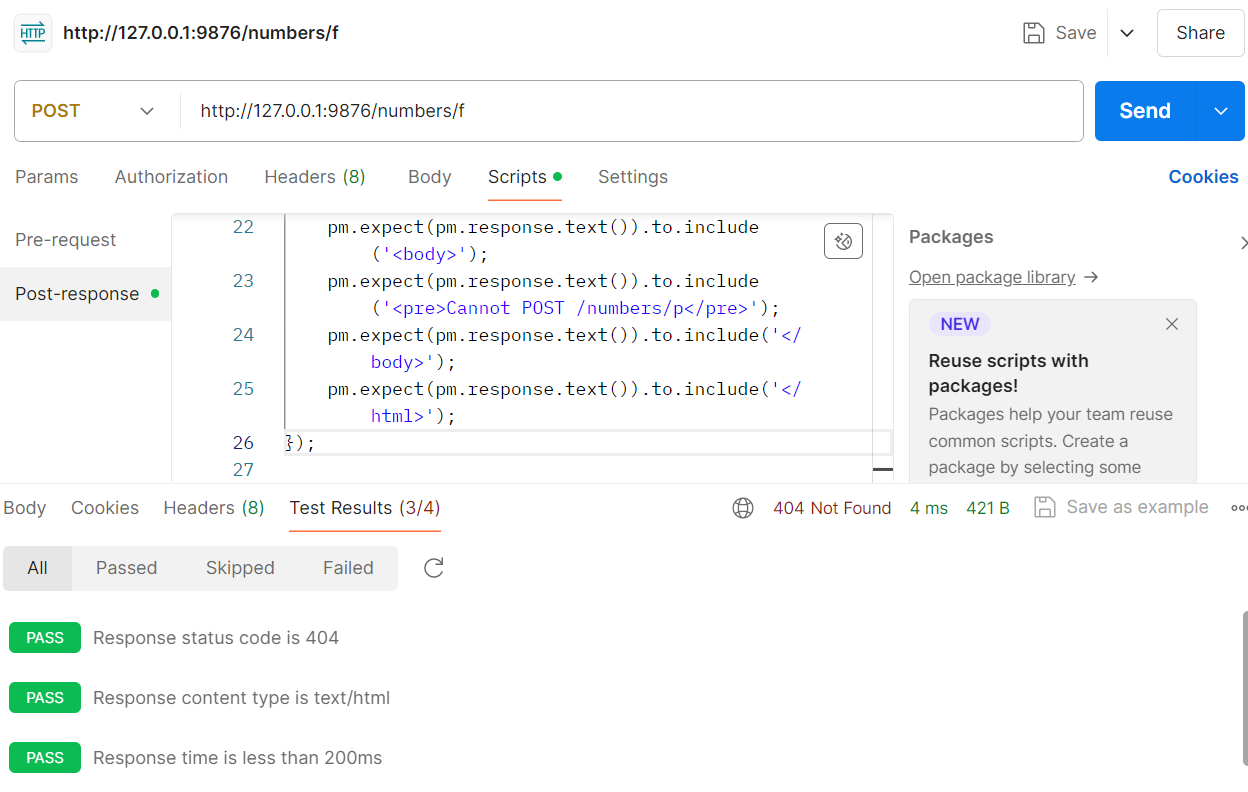 HTTP http://127.0.0.1:9876/numbers/f Save Share
POST http://127.0.0.1:9876/numbers/f Send
Params Authorization Headers (8) Body Scripts Settings Cookies
Pre-request
Post-response
22 pm.expect(pm.response.text()).to.include
('<body>');
23 pm.expect(pm.response.text()).to.include
('<pre>Cannot POST /numbers/p</pre>');
24 pm.expect(pm.response.text()).to.include('</
body>');
25 pm.expect(pm.response.text()).to.include('</
html>');
26 });
27
Packages
Open package library →
NEW
Reuse scripts with
packages!
Packages help your team reuse
common scripts. Create a
package by selecting some
Body Cookies Headers (8) Test Results (3/4) 404 Not Found 4 ms 421 B Save as example
All Passed Skipped Failed
PASS Response status code is 404
PASS Response content type is text/html
PASS Response time is less than 200ms